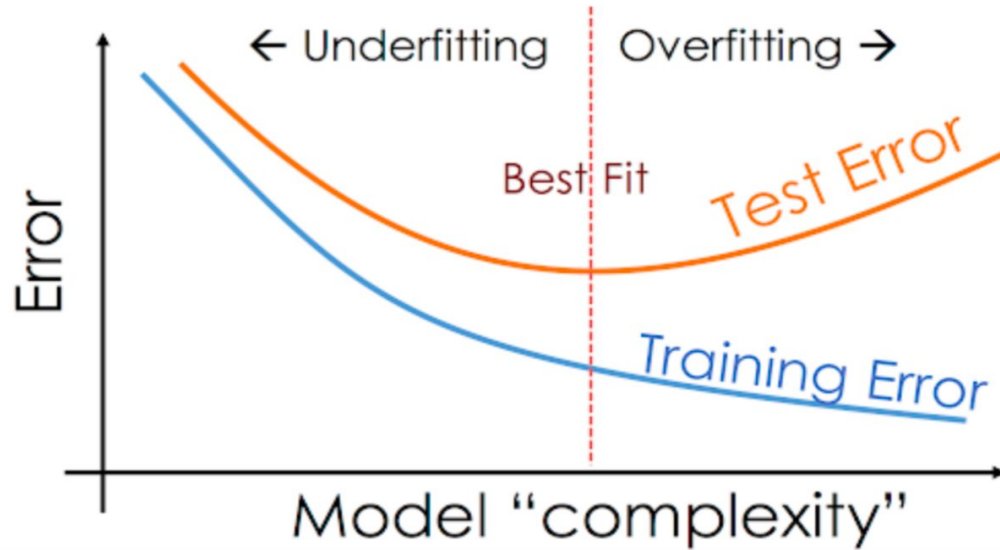 ← Underfitting
Overfitting →
Best Fit
Test Error
Error
Training Error
Model “complexity”